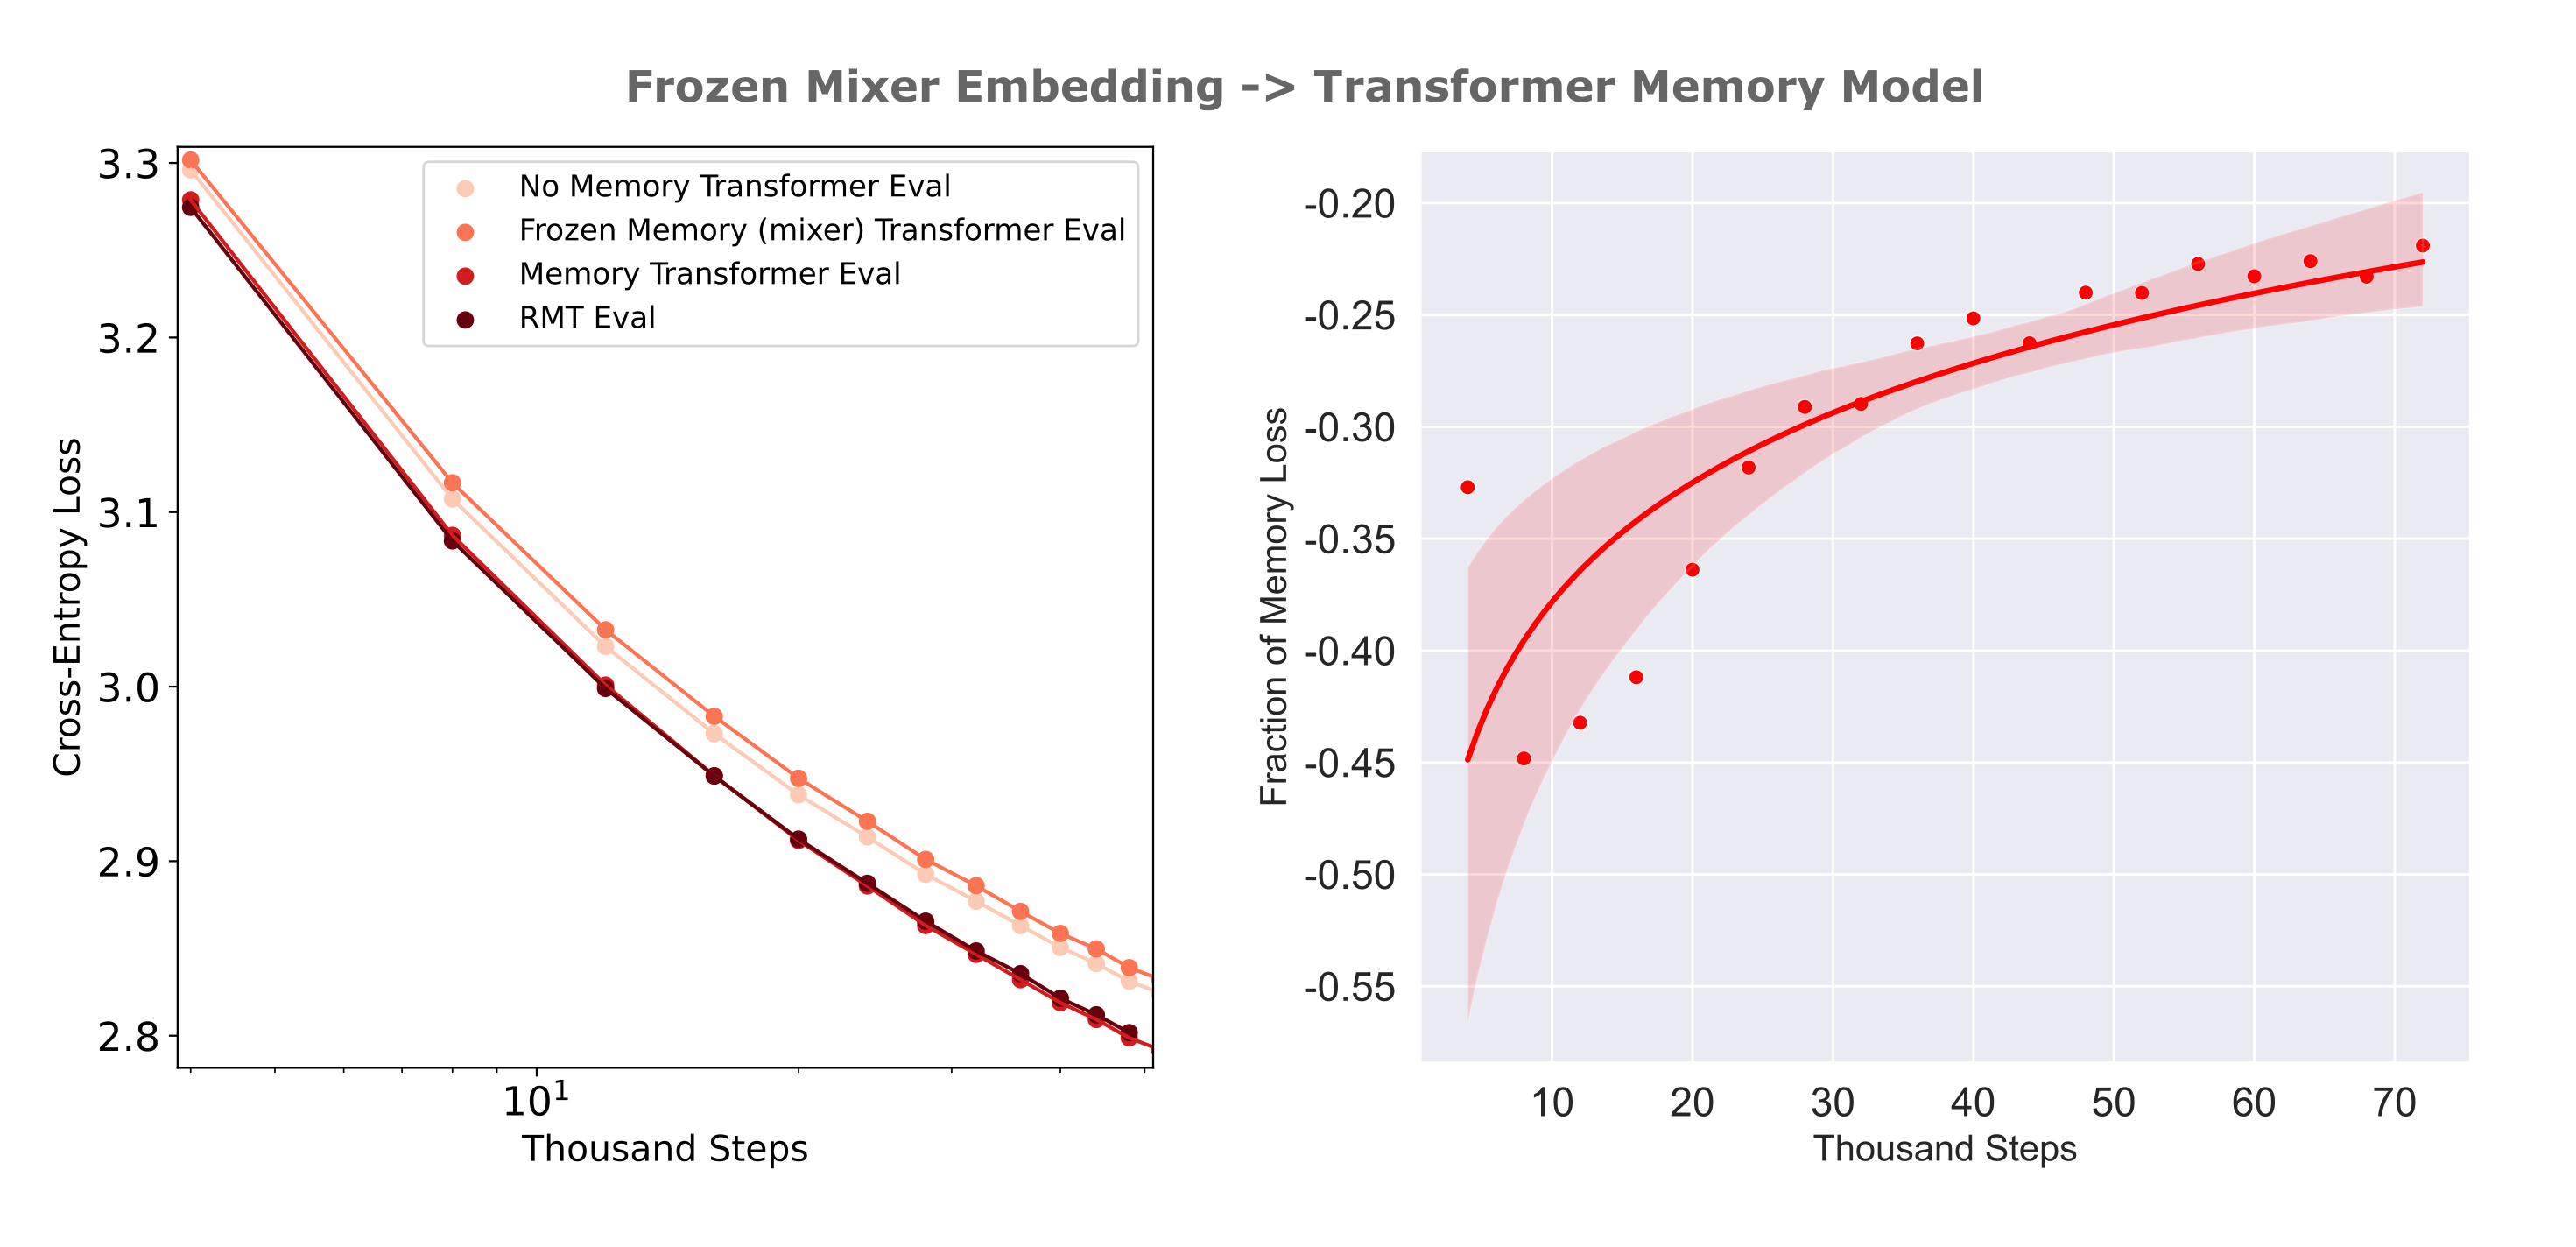 Frozen Mixer Embedding -> Transformer Memory Model
3.3
3.2
3.1
3.0
2.9
2.8
Cross-Entropy Loss
No Memory Transformer Eval
Frozen Memory (mixer) Transformer Eval
Memory Transformer Eval
RMT Eval
10¹
Thousand Steps
-0.20
-0.25
-0.30
-0.35
-0.40
-0.45
-0.50
-0.55
Fraction of Memory Loss
10 20 30 40 50 60 70
Thousand Steps